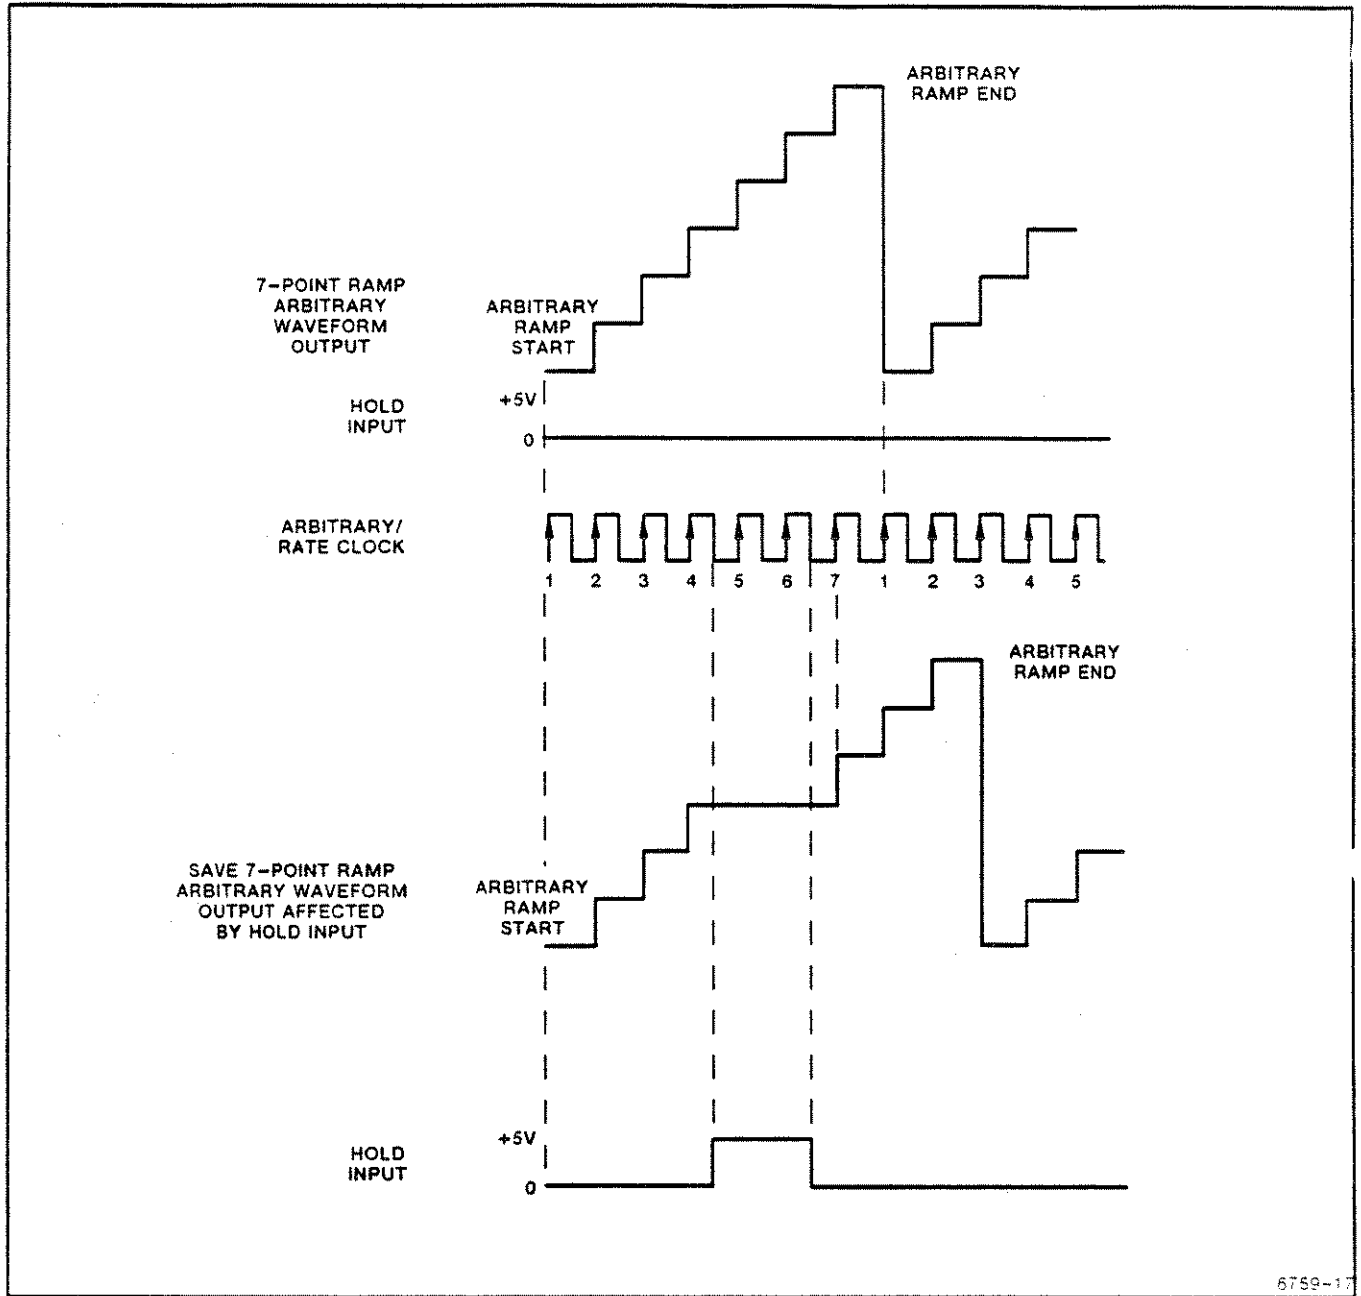 ARBITRARY
RAMP END
7-POINT RAMP
ARBITRARY
WAVEFORM
OUTPUT
ARBITRARY
RAMP
START
HOLD
INPUT
+5V
0
ARBITRARY/
RATE CLOCK
1 2 3 4 5 6 7 1 2 3 4 5
ARBITRARY
RAMP END
SAVE 7-POINT RAMP
ARBITRARY WAVEFORM
OUTPUT AFFECTED
BY HOLD INPUT
ARBITRARY
RAMP
START
HOLD
INPUT
+5V
0
6759-17